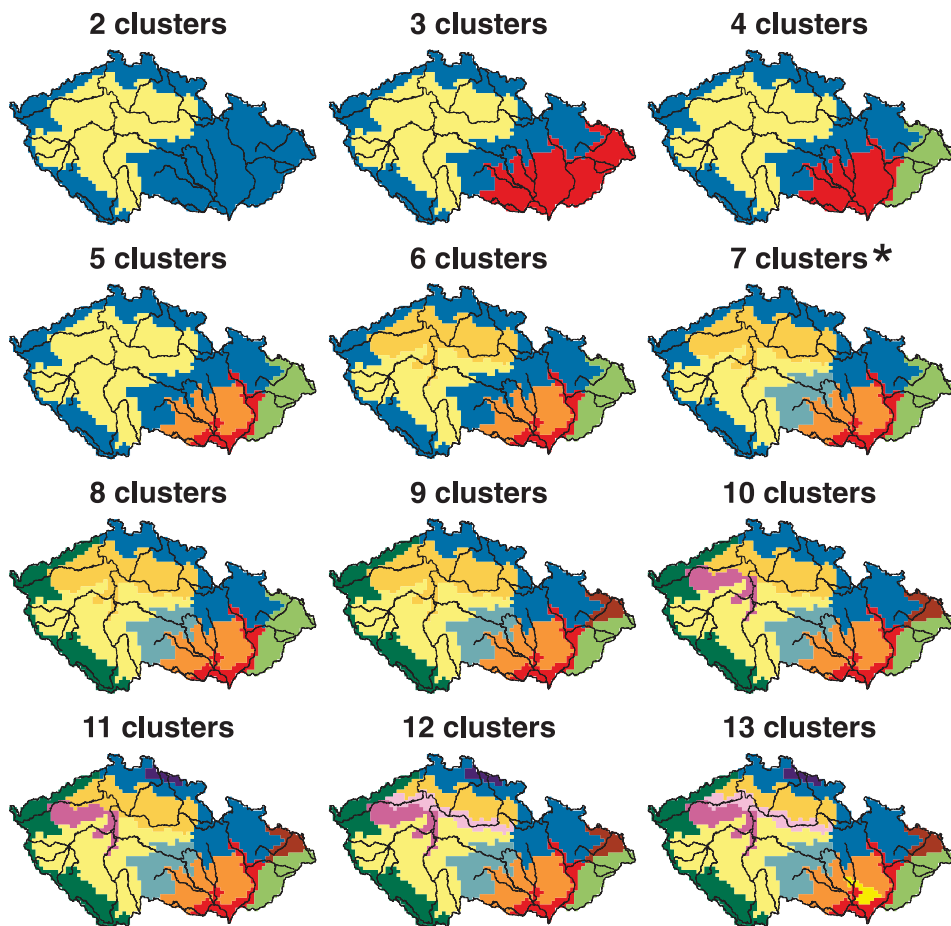 2 clusters
3 clusters
4 clusters
5 clusters
6 clusters
7 clusters*
8 clusters
9 clusters
10 clusters
11 clusters
12 clusters
13 clusters